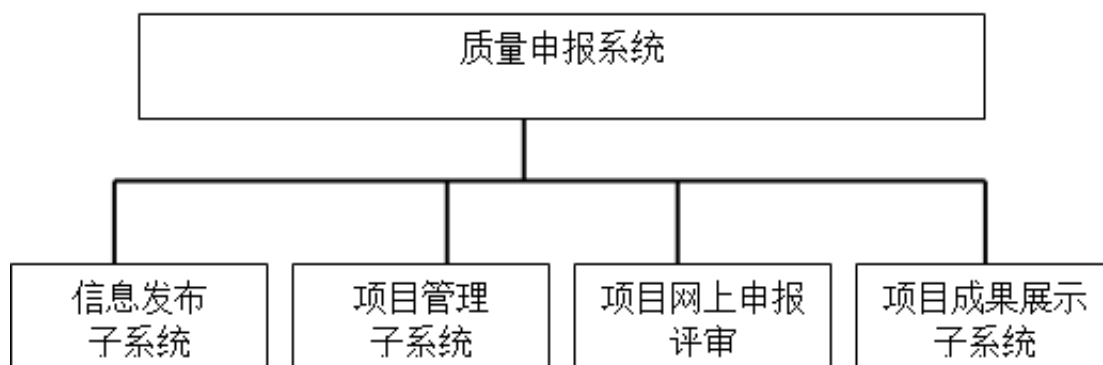 质量申报系统
信息发布
子系统
项目管理
子系统
项目网上申报
评审
项目成果展示
子系统